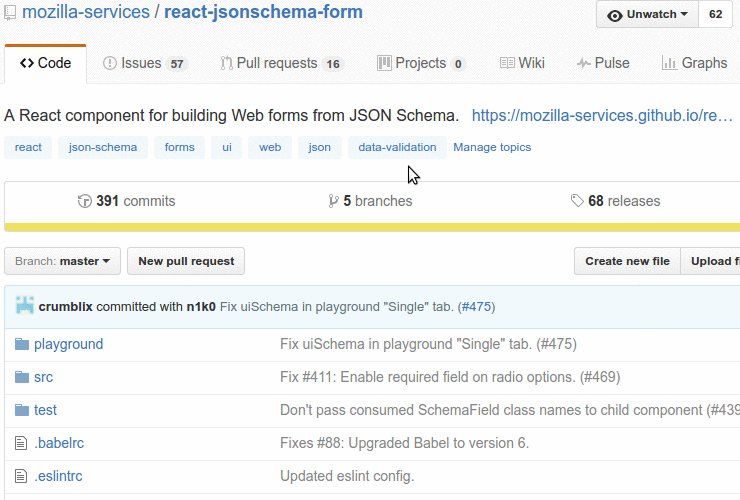 mozilla-services / react-jsonschema-form Unwatch 62
Code Issues 57 Pull requests 16 Projects 0 Wiki Pulse Graphs
A React component for building Web forms from JSON Schema. https://mozilla-services.github.io/re…
react json-schema forms ui web json data-validation Manage topics
391 commits 5 branches 68 releases
Branch: master New pull request Create new file Upload fi
crumblix committed with n1k0 Fix uiSchema in playground "Single" tab. (#475)
playground Fix uiSchema in playground "Single" tab. (#475)
src Fix #411: Enable required field on radio options. (#469)
test Don't pass consumed SchemaField class names to child component (#439
.babelrc Fixes #88: Upgraded Babel to version 6.
.eslintrc Updated eslint config.